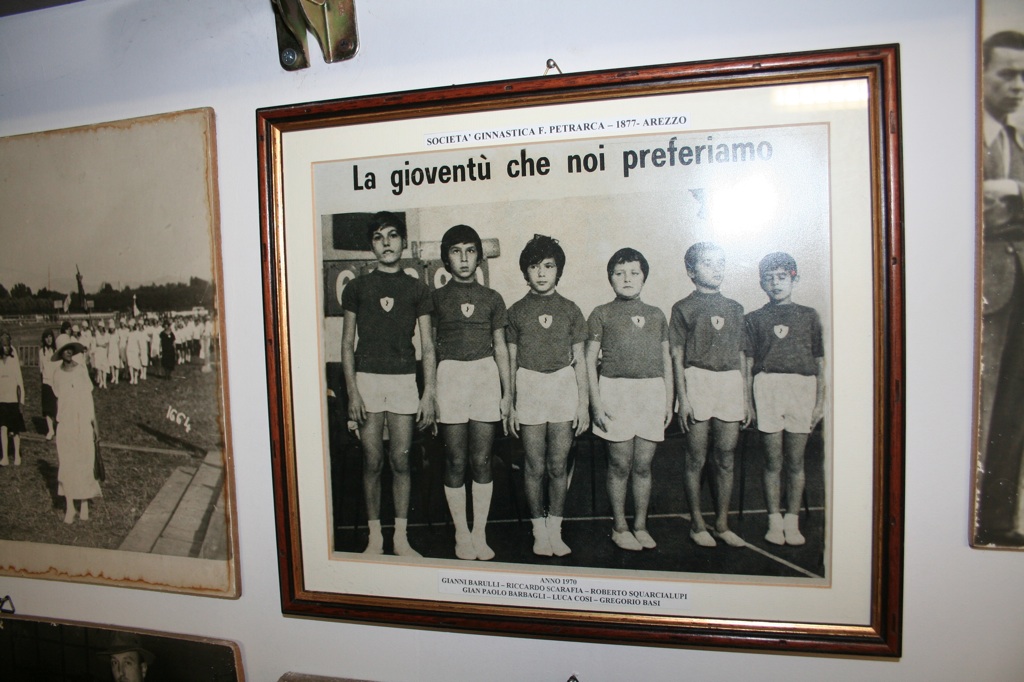 SOCIETA' GINNASTICA F. PETRARCA – 1877- AREZZO
La gioventù che noi preferiamo
ANNO 1970
GIANNI BARULLI – RICCARDO SCARAFIA – ROBERTO SQUARCIALUPI
GIAN PAOLO BARBAGLI – LUCA COSI – GREGORIO BASI
1664